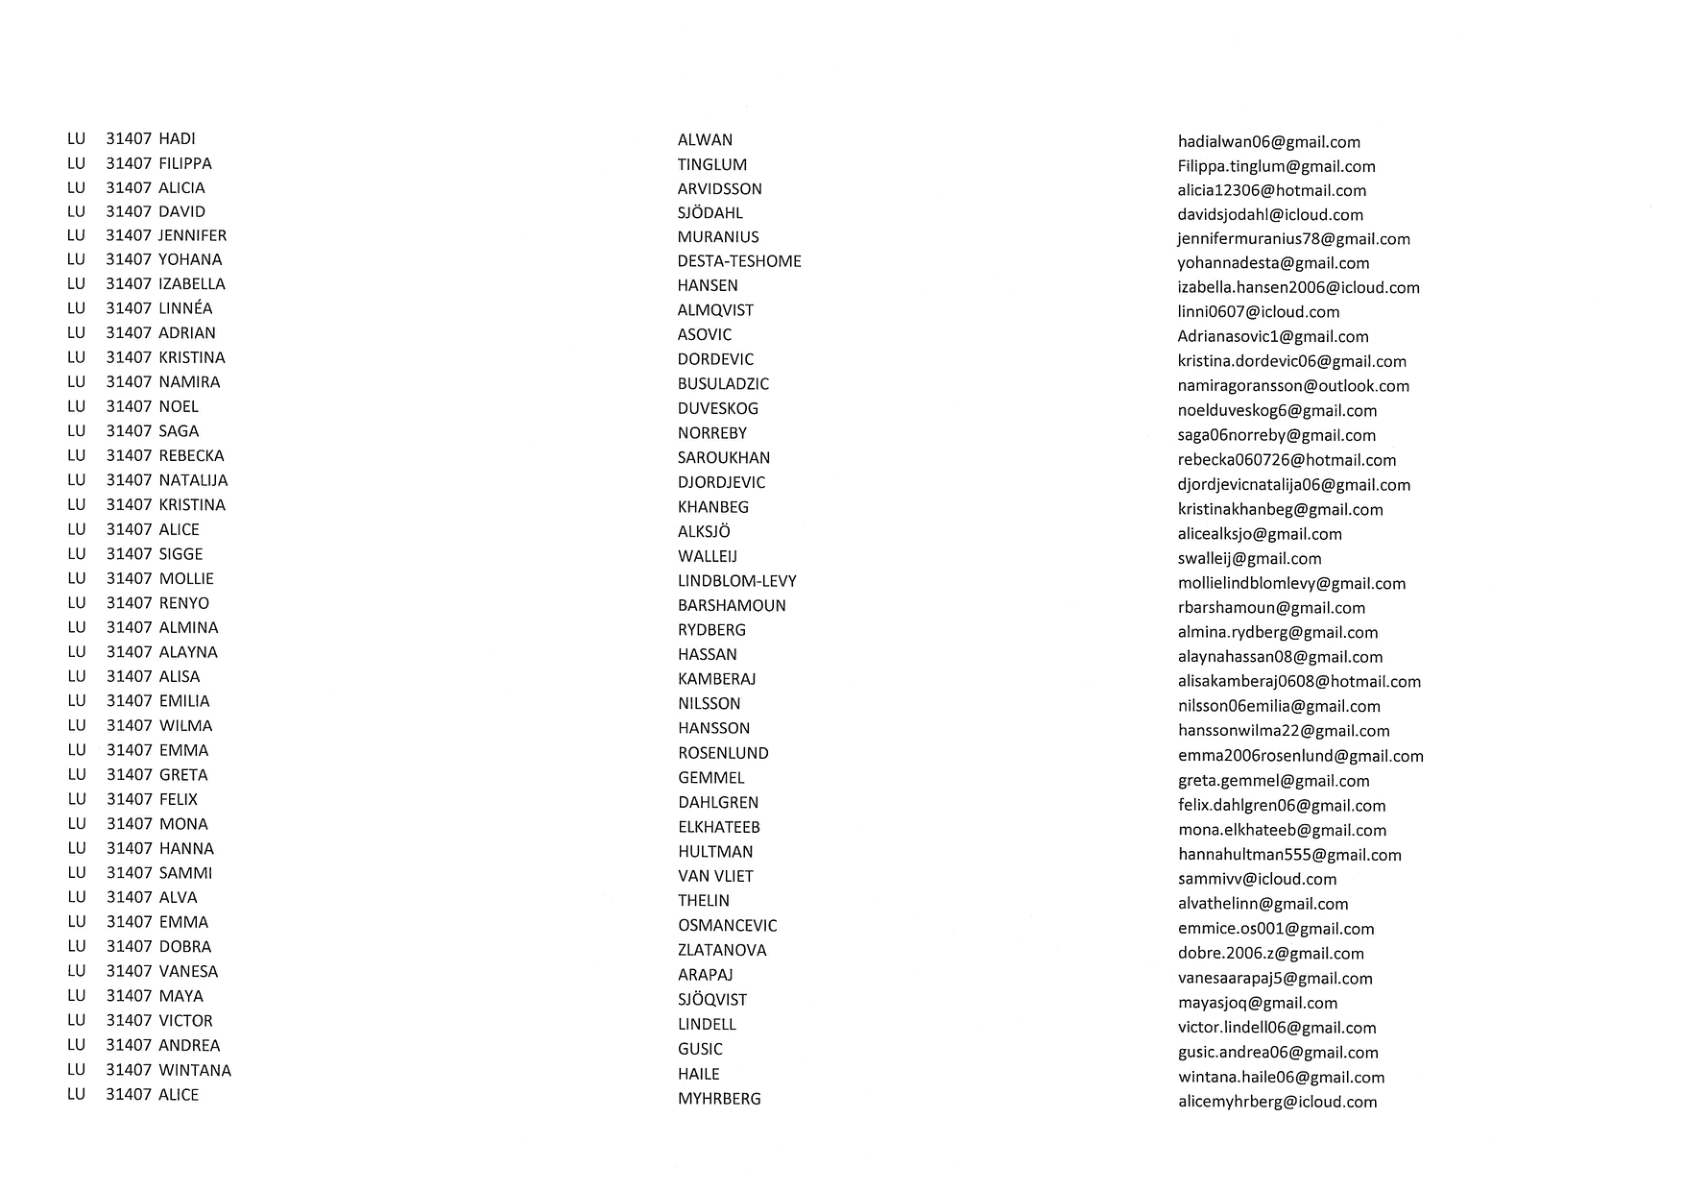 LU 31407 HADI ALWAN hadialwan06@gmail.com
LU 31407 FILIPPA TINGLUM Filippa.tinglum@gmail.com
LU 31407 ALICIA ARVIDSSON alicia12306@hotmail.com
LU 31407 DAVID SJÖDAHL davidsjodahl@icloud.com
LU 31407 JENNIFER MURANIUS jennifermuranius78@gmail.com
LU 31407 YOHANA DESTA-TESHOME yohannadesta@gmail.com
LU 31407 IZABELLA HANSEN izabella.hansen2006@icloud.com
LU 31407 LINNÉA ALMQVIST linni0607@icloud.com
LU 31407 ADRIAN ASOVIC Adrianasovic1@gmail.com
LU 31407 KRISTINA DORDEVIC kristina.dordevic06@gmail.com
LU 31407 NAMIRA BUSULADZIC namiragoransson@outlook.com
LU 31407 NOEL DUVESKOG noelduveskog6@gmail.com
LU 31407 SAGA NORREBY saga06norreby@gmail.com
LU 31407 REBECKA SAROUKHAN rebecka060726@hotmail.com
LU 31407 NATALIJA DJORDJEVIC djordjevicnatalija06@gmail.com
LU 31407 KRISTINA KHANBEG kristinakhanbeg@gmail.com
LU 31407 ALICE ALKSJÖ alicealksjo@gmail.com
LU 31407 SIGGE WALLEIJ swalleij@gmail.com
LU 31407 MOLLIE LINDBLOM-LEVY mollielindblomlevy@gmail.com
LU 31407 RENYO BARSHAMOUN rbarshamoun@gmail.com
LU 31407 ALMINA RYDBERG almina.rydberg@gmail.com
LU 31407 ALAYNA HASSAN alaynahassan08@gmail.com
LU 31407 ALISA KAMBERAJ alisakamberaj0608@hotmail.com
LU 31407 EMILIA NILSSON nilsson06emilia@gmail.com
LU 31407 WILMA HANSSON hanssonwilma22@gmail.com
LU 31407 EMMA ROSENLUND emma2006rosenlund@gmail.com
LU 31407 GRETA GEMMEL greta.gemmel@gmail.com
LU 31407 FELIX DAHLGREN felix.dahlgren06@gmail.com
LU 31407 MONA ELKHATEEB mona.elkhateeb@gmail.com
LU 31407 HANNA HULTMAN hannahultman555@gmail.com
LU 31407 SAMMI VAN VLIET sammivv@icloud.com
LU 31407 ALVA THELIN alvathelinn@gmail.com
LU 31407 EMMA OSMANCEVIC emmice.os001@gmail.com
LU 31407 DOBRA ZLATANOVA dobre.2006.z@gmail.com
LU 31407 VANESA ARAPAJ vanesaarapaj5@gmail.com
LU 31407 MAYA SJÖQVIST mayasjoq@gmail.com
LU 31407 VICTOR LINDELL victor.lindell06@gmail.com
LU 31407 ANDREA GUSIC gusic.andrea06@gmail.com
LU 31407 WINTANA HAILE wintana.haile06@gmail.com
LU 31407 ALICE MYHRBERG alicemyhrberg@icloud.com